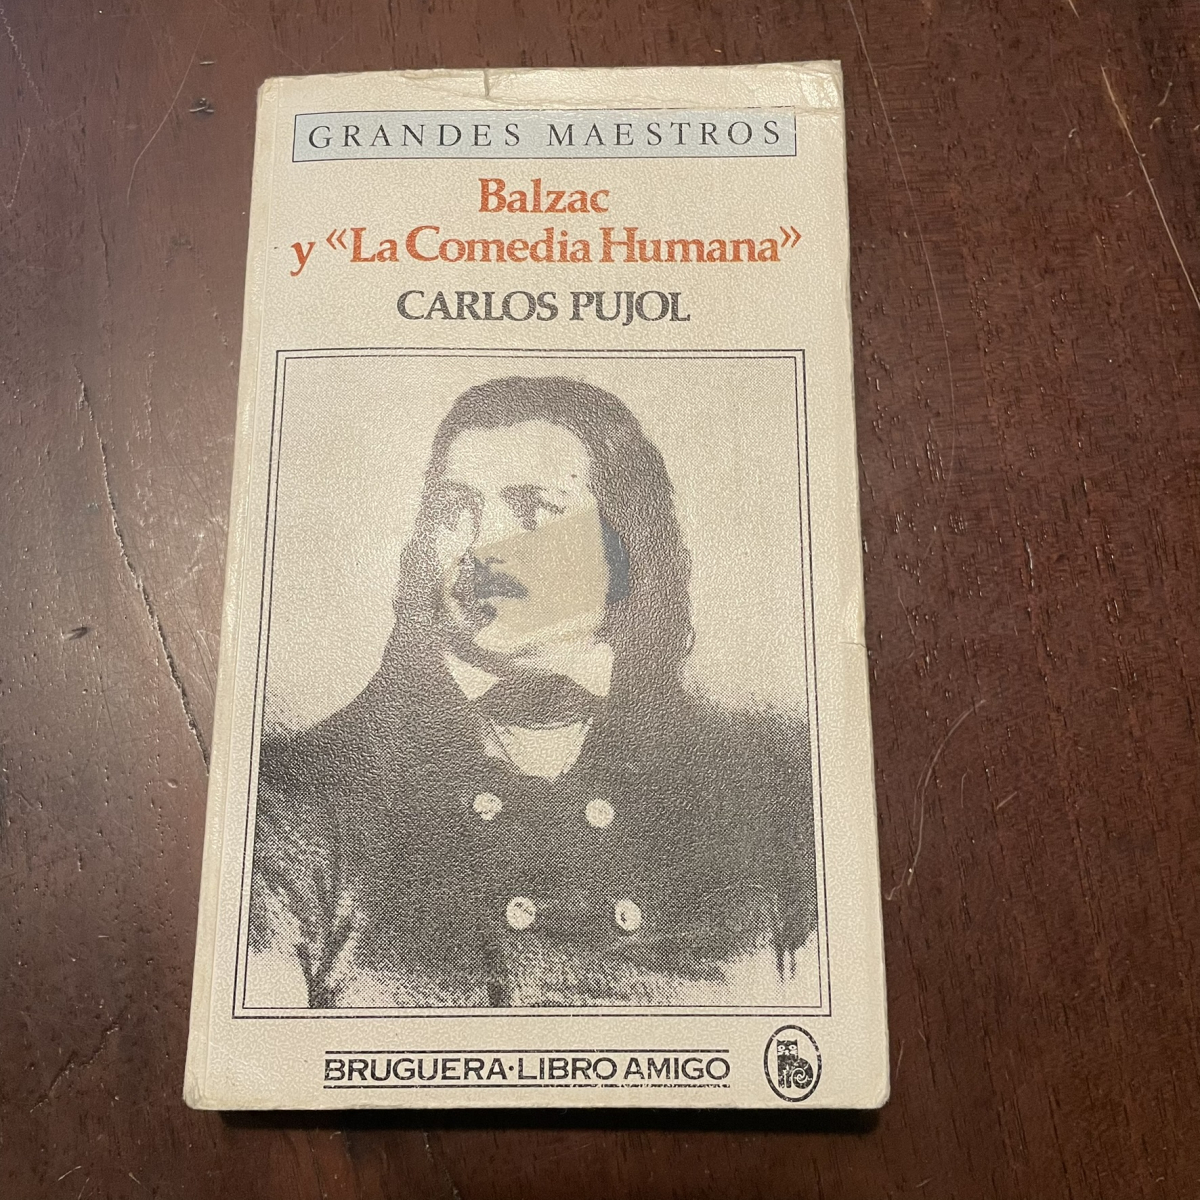 GRANDES MAESTROS
Balzac
y «La Comedia Humana»
CARLOS PUJOL
BRUGUERA·LIBRO AMIGO